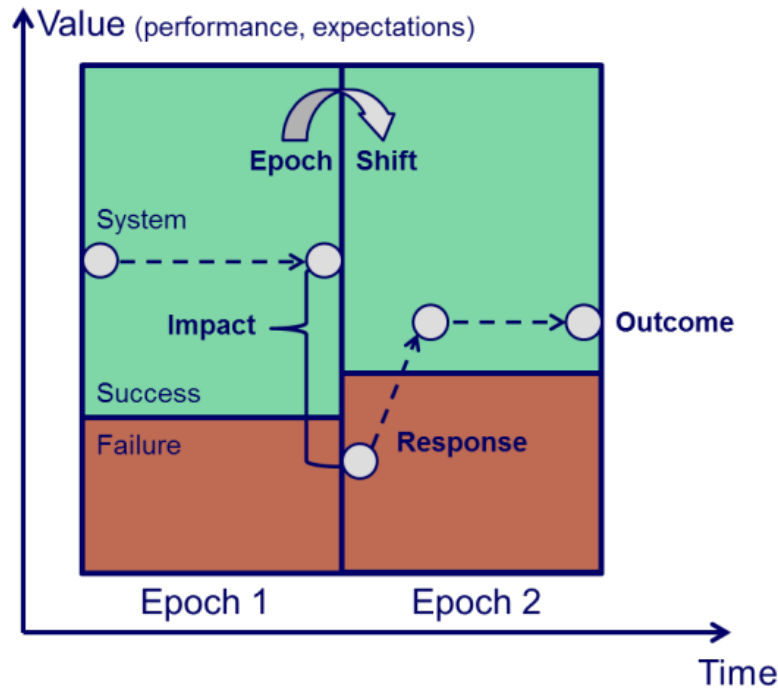 Value (performance, expectations)
Epoch Shift
System
Impact
Outcome
Success
Failure
Response
Epoch 1
Epoch 2
Time